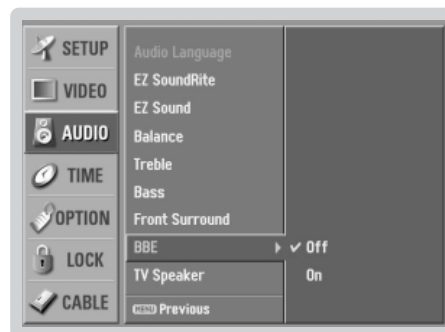 SETUP
VIDEO
AUDIO
TIME
OPTION
LOCK
CABLE
Audio Language
EZ SoundRite
EZ Sound
Balance
Treble
Bass
Front Surround
BBE
TV Speaker
MENU Previous
Off
On